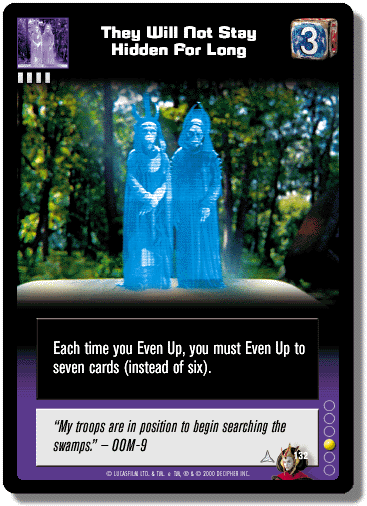 They Will Not Stay
Hidden For Long
3
Each time you Even Up, you must Even Up to
seven cards (instead of six).
“My troops are in position to begin searching the
swamps.” – OOM-9
132
© LUCASFILM LTD. & TM, ® TM, ® & © 2000 DECIPHER INC.